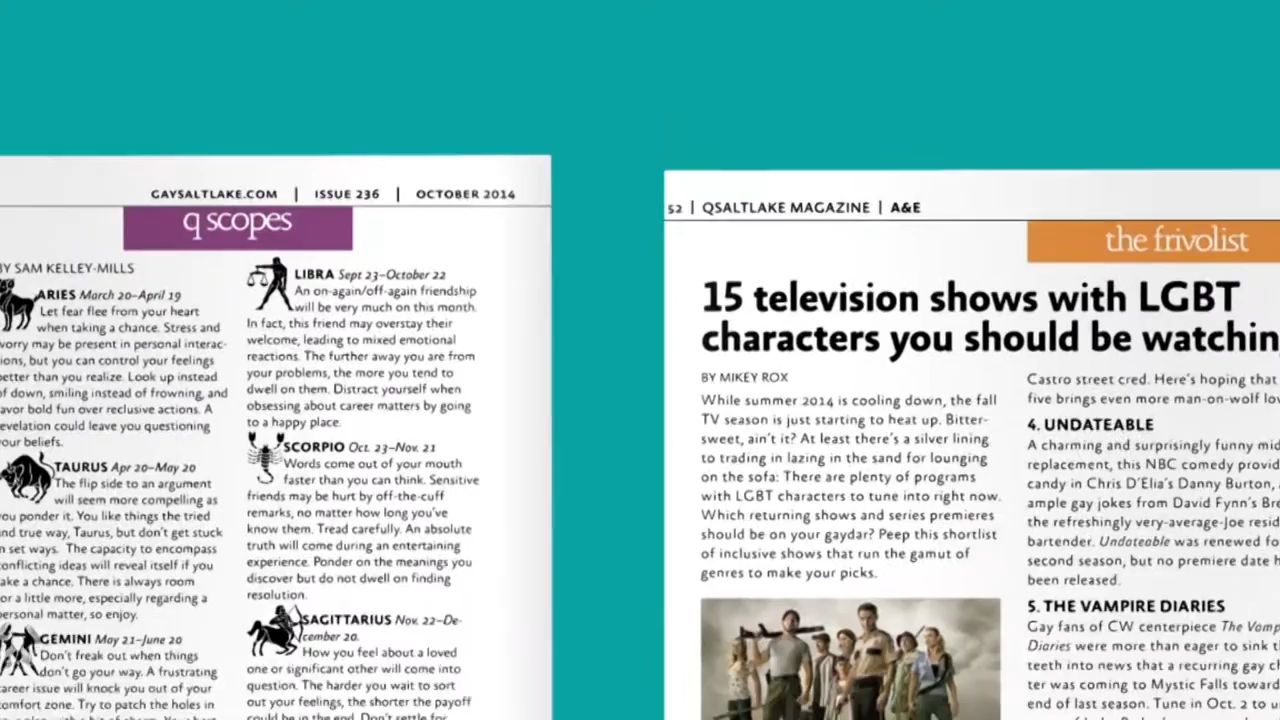 GAYSALTLAKE.COM | ISSUE 236 | OCTOBER 2014
q scopes
BY SAM KELLEY-MILLS
ARIES March 20–April 19
Let fear flee from your heart
when taking a chance. Stress and
worry may be present in personal interac-
ions, but you can control your feelings
better than you realize. Look up instead
of down, smiling instead of frowning, and
favor bold fun over reclusive actions. A
revelation could leave you questioning
your beliefs.
TAURUS Apr 20–May 20
The flip side to an argument
will seem more compelling as
you ponder it. You like things the tried
and true way, Taurus, but don't get stuck
n set ways. The capacity to encompass
conflicting ideas will reveal itself if you
take a chance. There is always room
for a little more, especially regarding a
personal matter, so enjoy.
GEMINI May 21–June 20
Don't freak out when things
don't go your way. A frustrating
career issue will knock you out of your
comfort zone. Try to patch the holes in
LIBRA Sept 23–October 22
An on-again/off-again friendship
will be very much on this month.
In fact, this friend may overstay their
welcome, leading to mixed emotional
reactions. The further away you are from
your problems, the more you tend to
dwell on them. Distract yourself when
obsessing about career matters by going
to a happy place.
SCORPIO Oct. 23–Nov. 21
Words come out of your mouth
faster than you can think. Sensitive
friends may be hurt by off-the-cuff
remarks, no matter how long you've
know them. Tread carefully. An absolute
truth will come during an entertaining
experience. Ponder on the meanings you
discover but do not dwell on finding
resolution.
SAGITTARIUS Nov. 22–De-
cember 20.
How you feel about a loved
one or significant other will come into
question. The harder you wait to sort
out your feelings, the shorter the payoff
could be in the end. Don't settle for
52 | QSALTLAKE MAGAZINE | A&E
the frivolist
15 television shows with LGBT
characters you should be watchin
BY MIKEY ROX
While summer 2014 is cooling down, the fall
TV season is just starting to heat up. Bitter-
sweet, ain't it? At least there's a silver lining
to trading in lazing in the sand for lounging
on the sofa: There are plenty of programs
with LGBT characters to tune into right now.
Which returning shows and series premieres
should be on your gaydar? Peep this shortlist
of inclusive shows that run the gamut of
genres to make your picks.
Castro street cred. Here's hoping that
five brings even more man-on-wolf lov
4. UNDATEABLE
A charming and surprisingly funny mid
replacement, this NBC comedy provid
candy in Chris D'Elia's Danny Burton, a
ample gay jokes from David Fynn's Bre
the refreshingly very-average-Joe resid
bartender. Undateable was renewed fo
second season, but no premiere date h
been released.
5. THE VAMPIRE DIARIES
Gay fans of CW centerpiece The Vamp
Diaries were more than eager to sink th
teeth into news that a recurring gay ch
ter was coming to Mystic Falls toward
end of last season. Tune in Oct. 2 to u